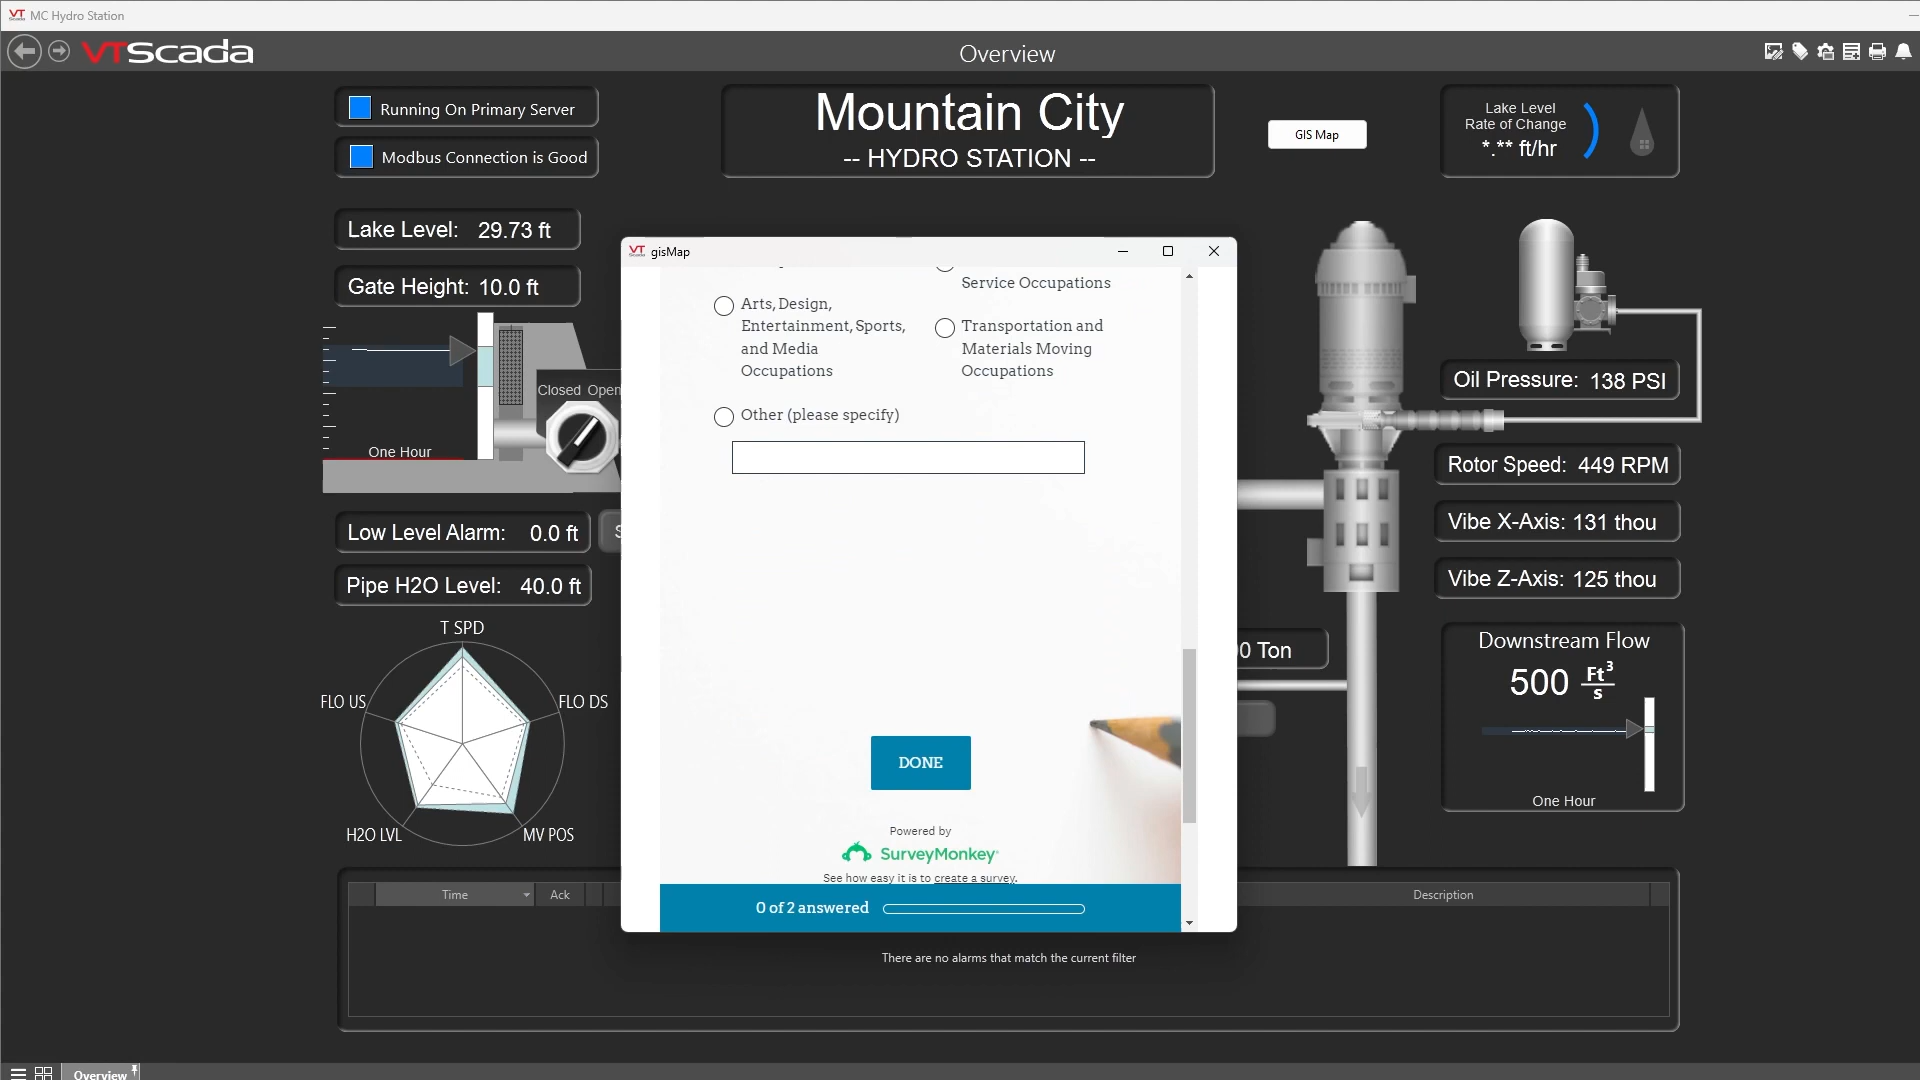 VT
Scada
MC Hydro Station
VTScada
Overview
Running On Primary Server
Modbus Connection is Good
Mountain City
-- HYDRO STATION --
GIS Map
Lake Level
Rate of Change
*.** ft/hr
Lake Level: 29.73 ft
Gate Height: 10.0 ft
Closed Open
One Hour
Low Level Alarm: 0.0 ft
Pipe H2O Level: 40.0 ft
T SPD
FLO US
FLO DS
H2O LVL
MV POS
VT
Scada
gisMap
Service Occupations
Arts, Design,
Entertainment, Sports,
and Media
Occupations
Transportation and
Materials Moving
Occupations
Other (please specify)
DONE
Powered by
SurveyMonkey
See how easy it is to create a survey.
0 of 2 answered
Oil Pressure: 138 PSI
Rotor Speed: 449 RPM
Vibe X-Axis: 131 thou
Vibe Z-Axis: 125 thou
0 Ton
Downstream Flow
500 Ft³/s
One Hour
Time Ack Description
There are no alarms that match the current filter
Overview